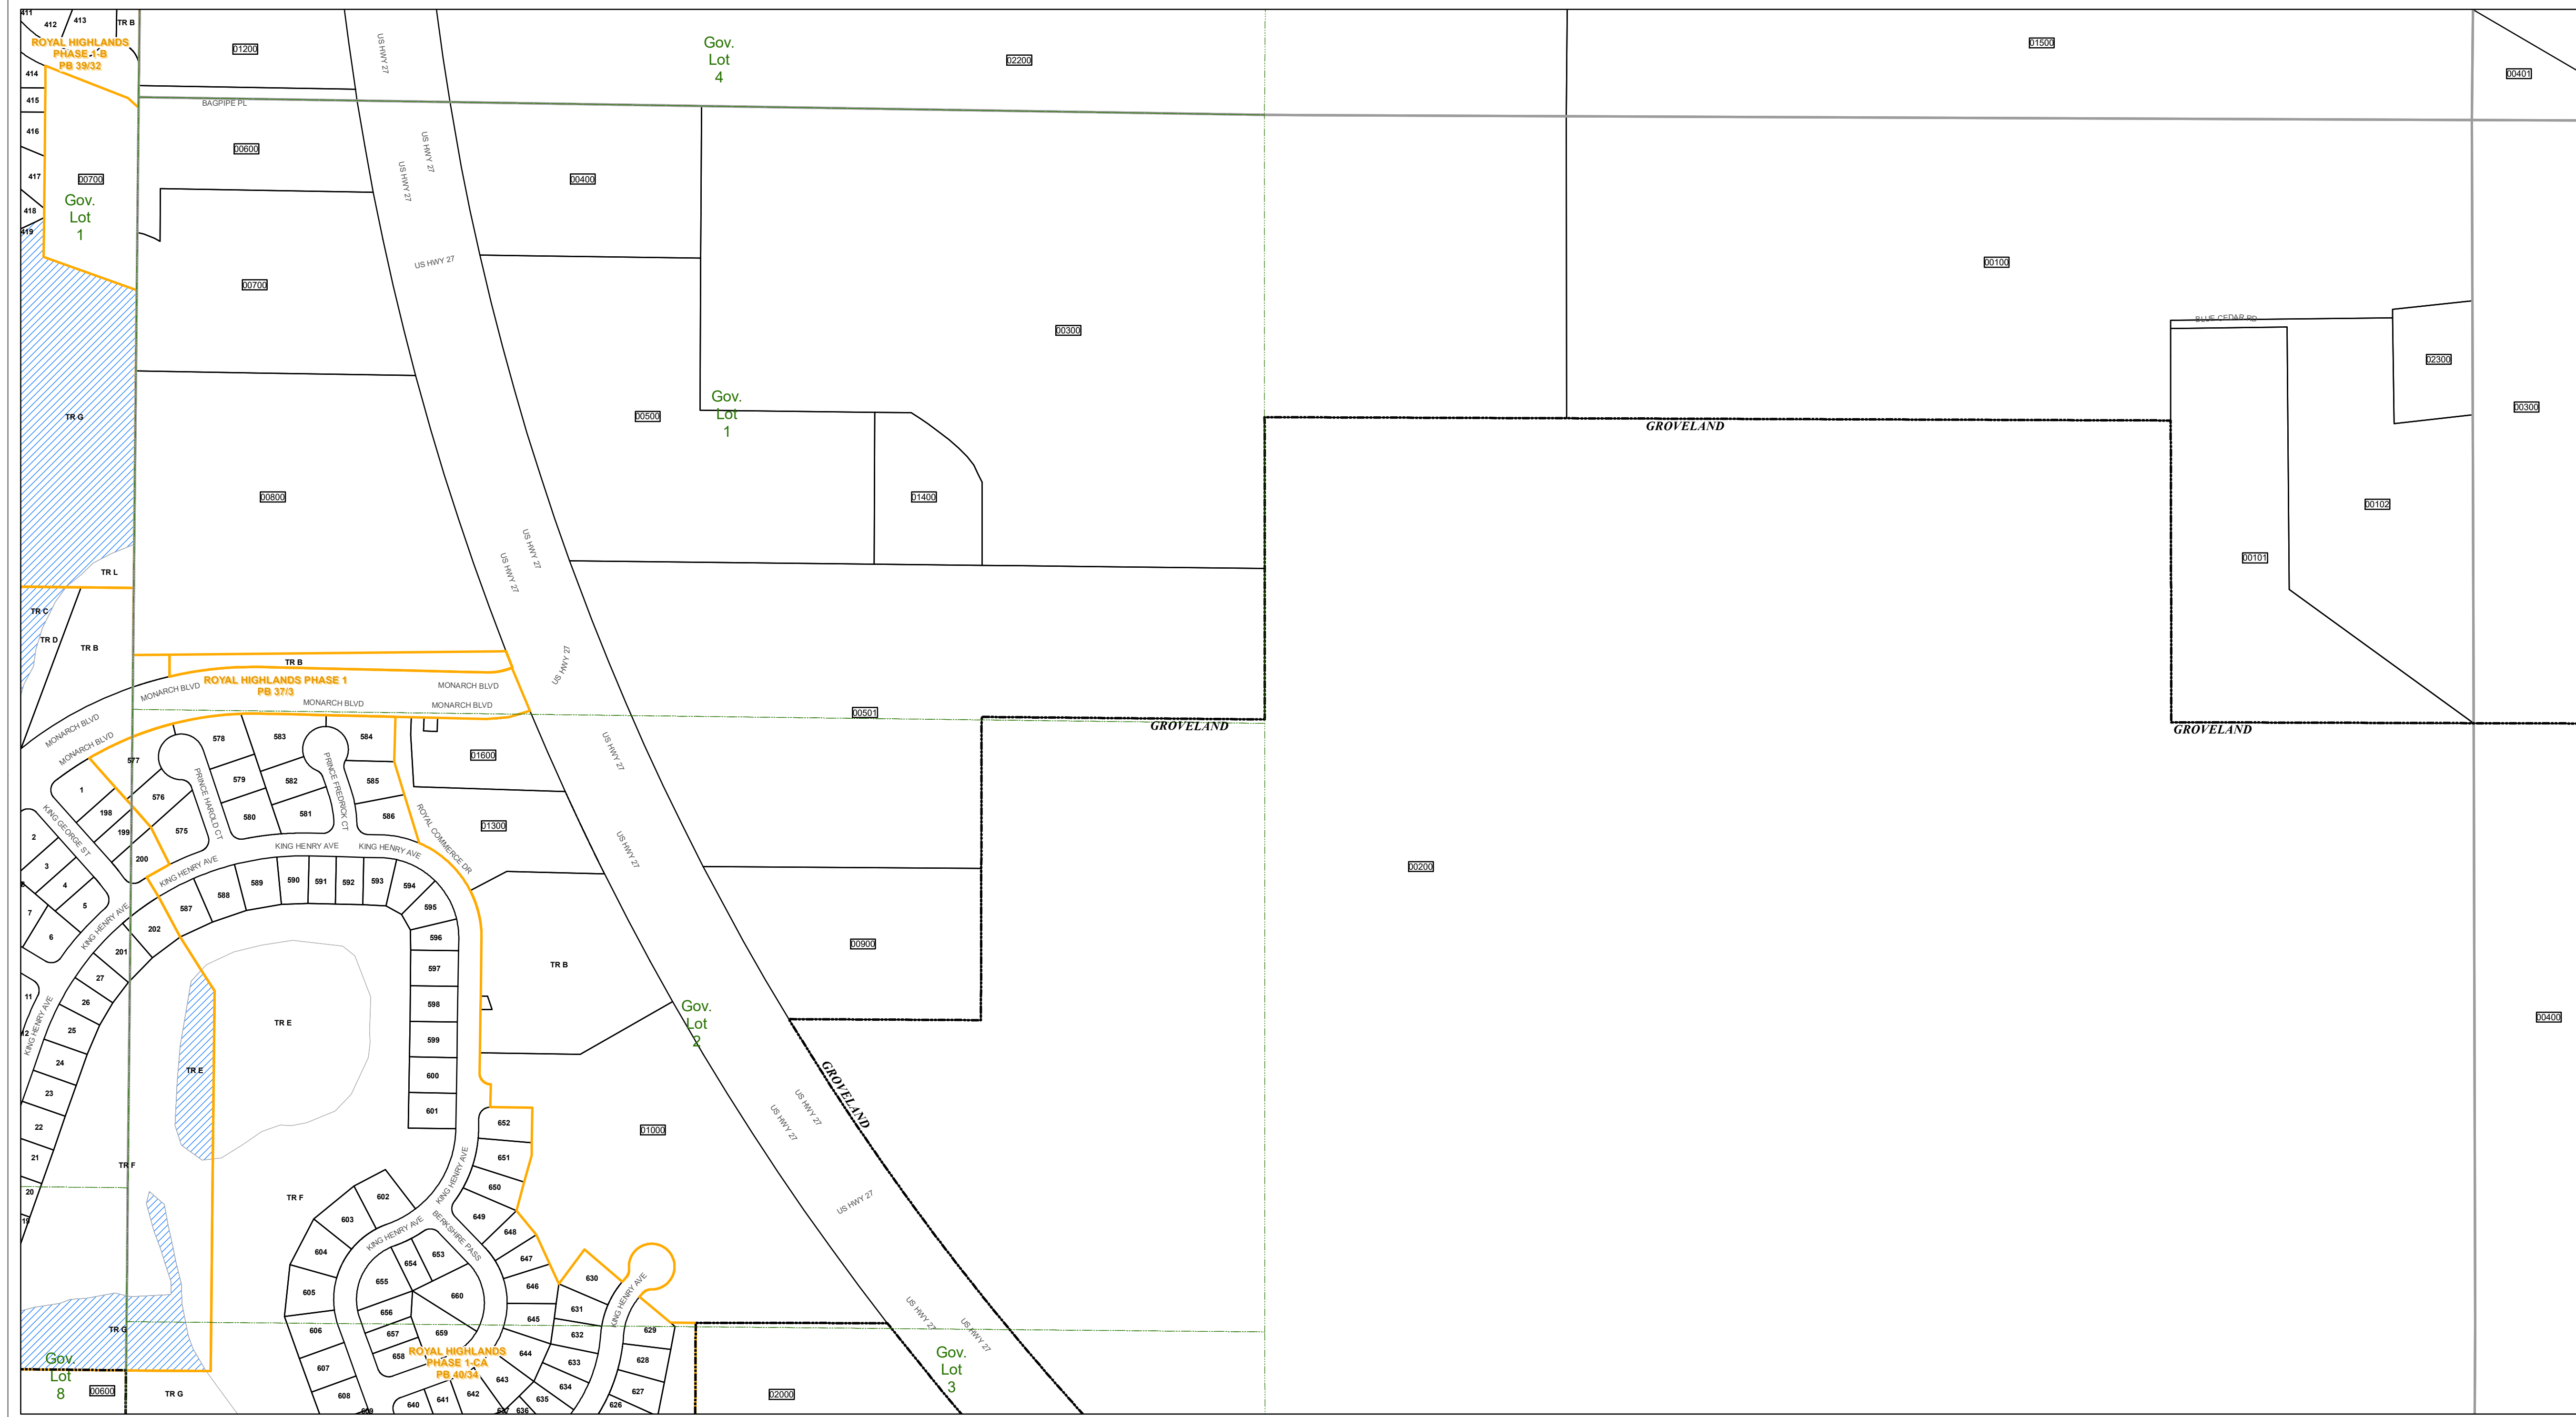 411
412
413
TR B
ROYAL HIGHLANDS
PHASE 1-B
PB 39/32
414
415
416
417
418
419
00700
Gov.
Lot
1
01200
BAGPIPE PL
00600
US HWY 27
US HWY 27
US HWY 27
US HWY 27
Gov.
Lot
4
02200
01500
00401
00400
00700
00300
00100
BLUE CEDAR RD
02300
00300
00500
Gov.
Lot
1
GROVELAND
TR G
00800
01400
00102
00101
US HWY 27
US HWY 27
TR L
TR C
TR D
TR B
TR B
US HWY 27
ROYAL HIGHLANDS PHASE 1
PB 37/3
MONARCH BLVD
MONARCH BLVD
MONARCH BLVD
MONARCH BLVD
MONARCH BLVD
MONARCH BLVD
00501
GROVELAND
GROVELAND
577
578
583
584
01600
US HWY 27
1
576
579
582
585
PRINCE HAROLD CT
PRINCE FREDRICK CT
198
199
575
580
581
586
ROYAL COMMERCE DR
01300
KING GEORGE ST
2
3
4
5
6
7
200
KING HENRY AVE
KING HENRY AVE
KING HENRY AVE
US HWY 27
00200
587
588
589
590
591
592
593
594
595
596
597
598
599
600
601
KING HENRY AVE
202
201
27
26
25
24
23
22
21
20
19
11
12
KING HENRY AVE
TR B
00900
TR E
TR E
Gov.
Lot
2
00400
GROVELAND
US HWY 27
US HWY 27
01000
652
651
650
649
648
647
646
645
644
643
642
641
640
KING HENRY AVE
TR F
TR F
602
603
604
605
606
607
608
609
KING HENRY AVE
BERKSHIRE PASS
653
654
655
656
657
658
659
660
US HWY 27
630
631
632
633
634
635
636
637
KING HENRY AVE
629
628
627
626
US HWY 27
US HWY 27
ROYAL HIGHLANDS
PHASE 1-CA
PB 40/34
TR G
Gov.
Lot
8
00600
TR G
02000
Gov.
Lot
3